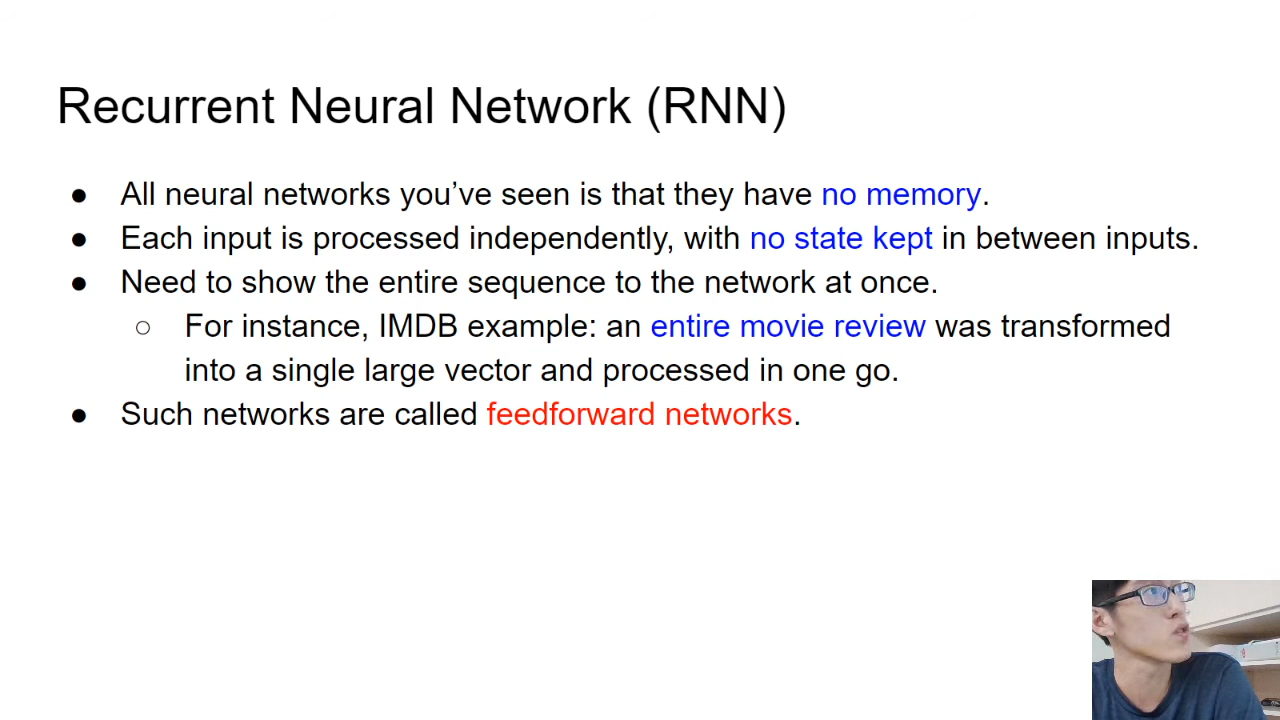 Recurrent Neural Network (RNN)
● All neural networks you’ve seen is that they have no memory.
● Each input is processed independently, with no state kept in between inputs.
● Need to show the entire sequence to the network at once.
○ For instance, IMDB example: an entire movie review was transformed
into a single large vector and processed in one go.
● Such networks are called feedforward networks.